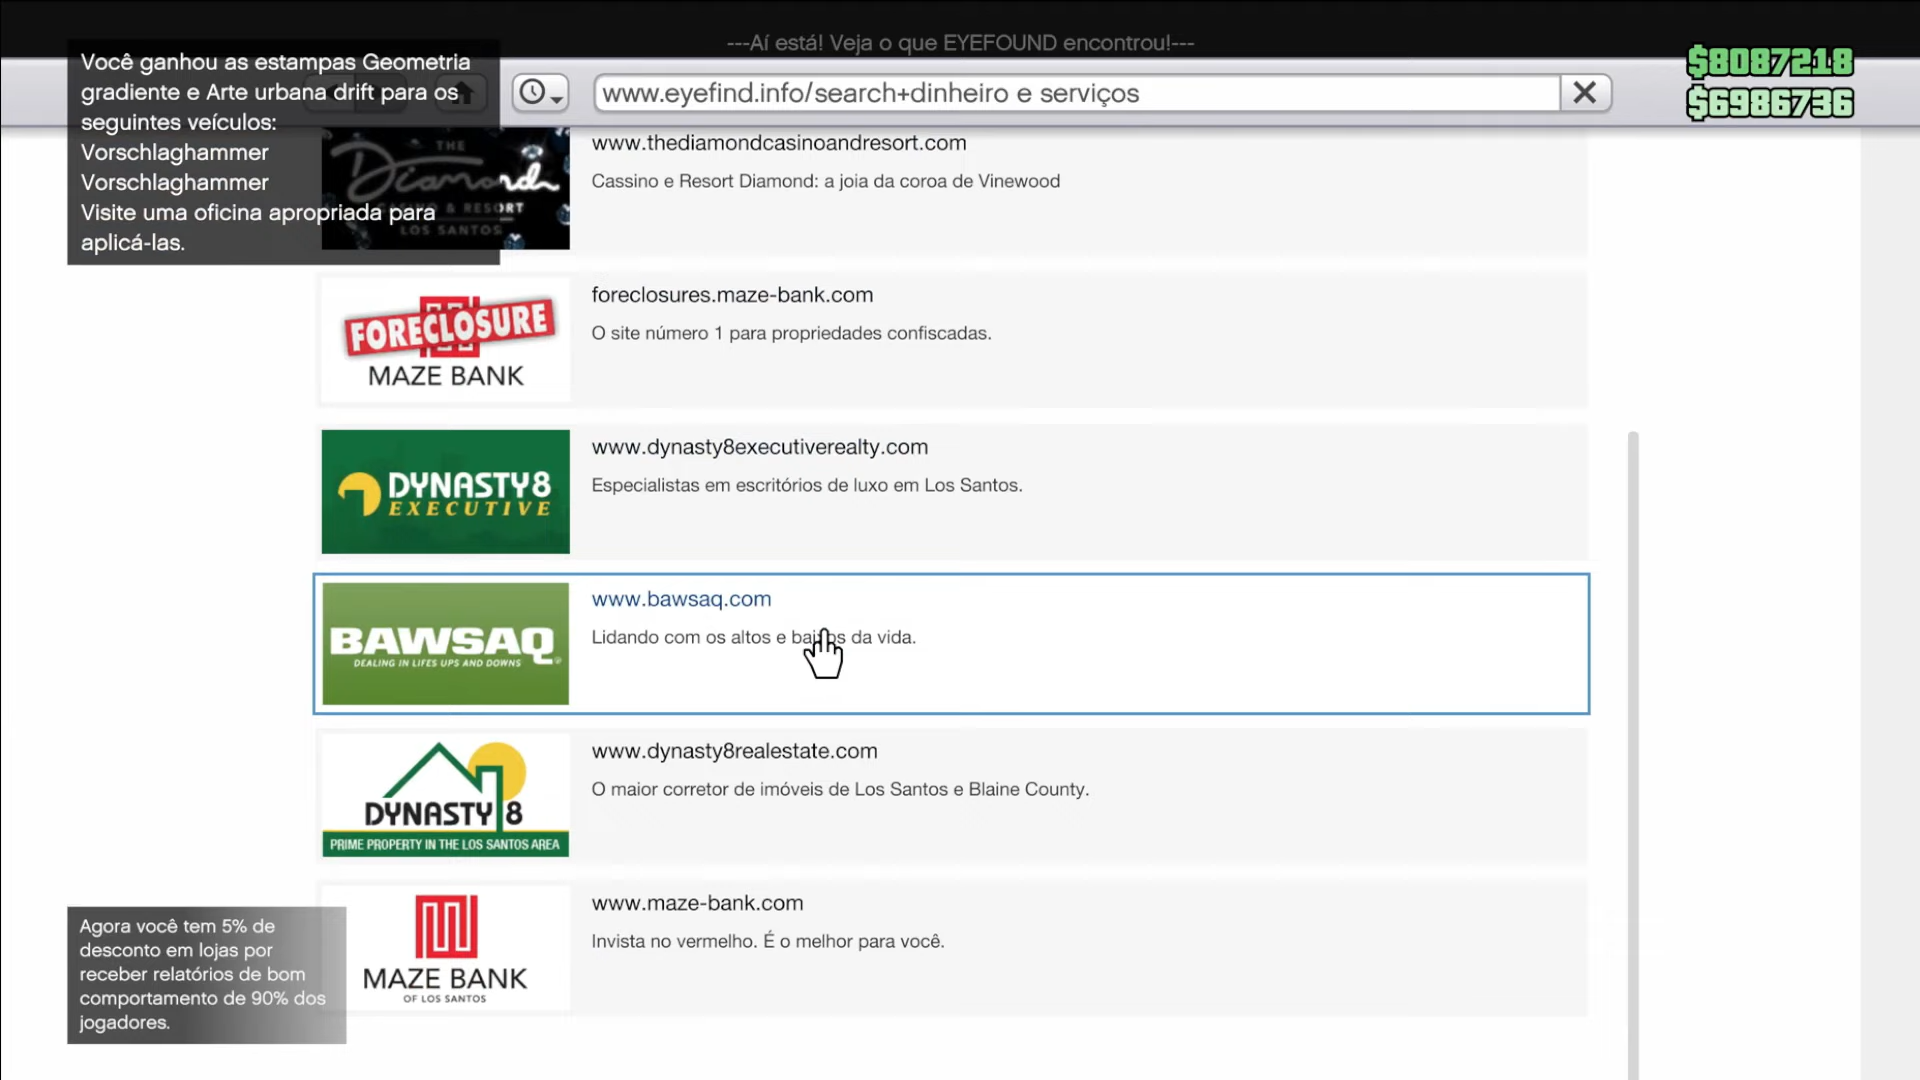 ---Aí está! Veja o que EYEFOUND encontrou!---
Você ganhou as estampas Geometria
gradiente e Arte urbana drift para os
seguintes veículos:
Vorschlaghammer
Vorschlaghammer
Visite uma oficina apropriada para
aplicá-las.
www.eyefind.info/search+dinheiro e serviços
$8087218
$6986736
THE
Diamond
CASINO & RESORT
LOS SANTOS
www.thediamondcasinoandresort.com
Cassino e Resort Diamond: a joia da coroa de Vinewood
FORECLOSURE
MAZE BANK
foreclosures.maze-bank.com
O site número 1 para propriedades confiscadas.
DYNASTY8
EXECUTIVE
www.dynasty8executiverealty.com
Especialistas em escritórios de luxo em Los Santos.
BAWSAQ
DEALING IN LIFES UPS AND DOWNS
www.bawsaq.com
Lidando com os altos e baixos da vida.
DYNASTY 8
PRIME PROPERTY IN THE LOS SANTOS AREA
www.dynasty8realestate.com
O maior corretor de imóveis de Los Santos e Blaine County.
MAZE BANK
OF LOS SANTOS
www.maze-bank.com
Invista no vermelho. É o melhor para você.
Agora você tem 5% de
desconto em lojas por
receber relatórios de bom
comportamento de 90% dos
jogadores.